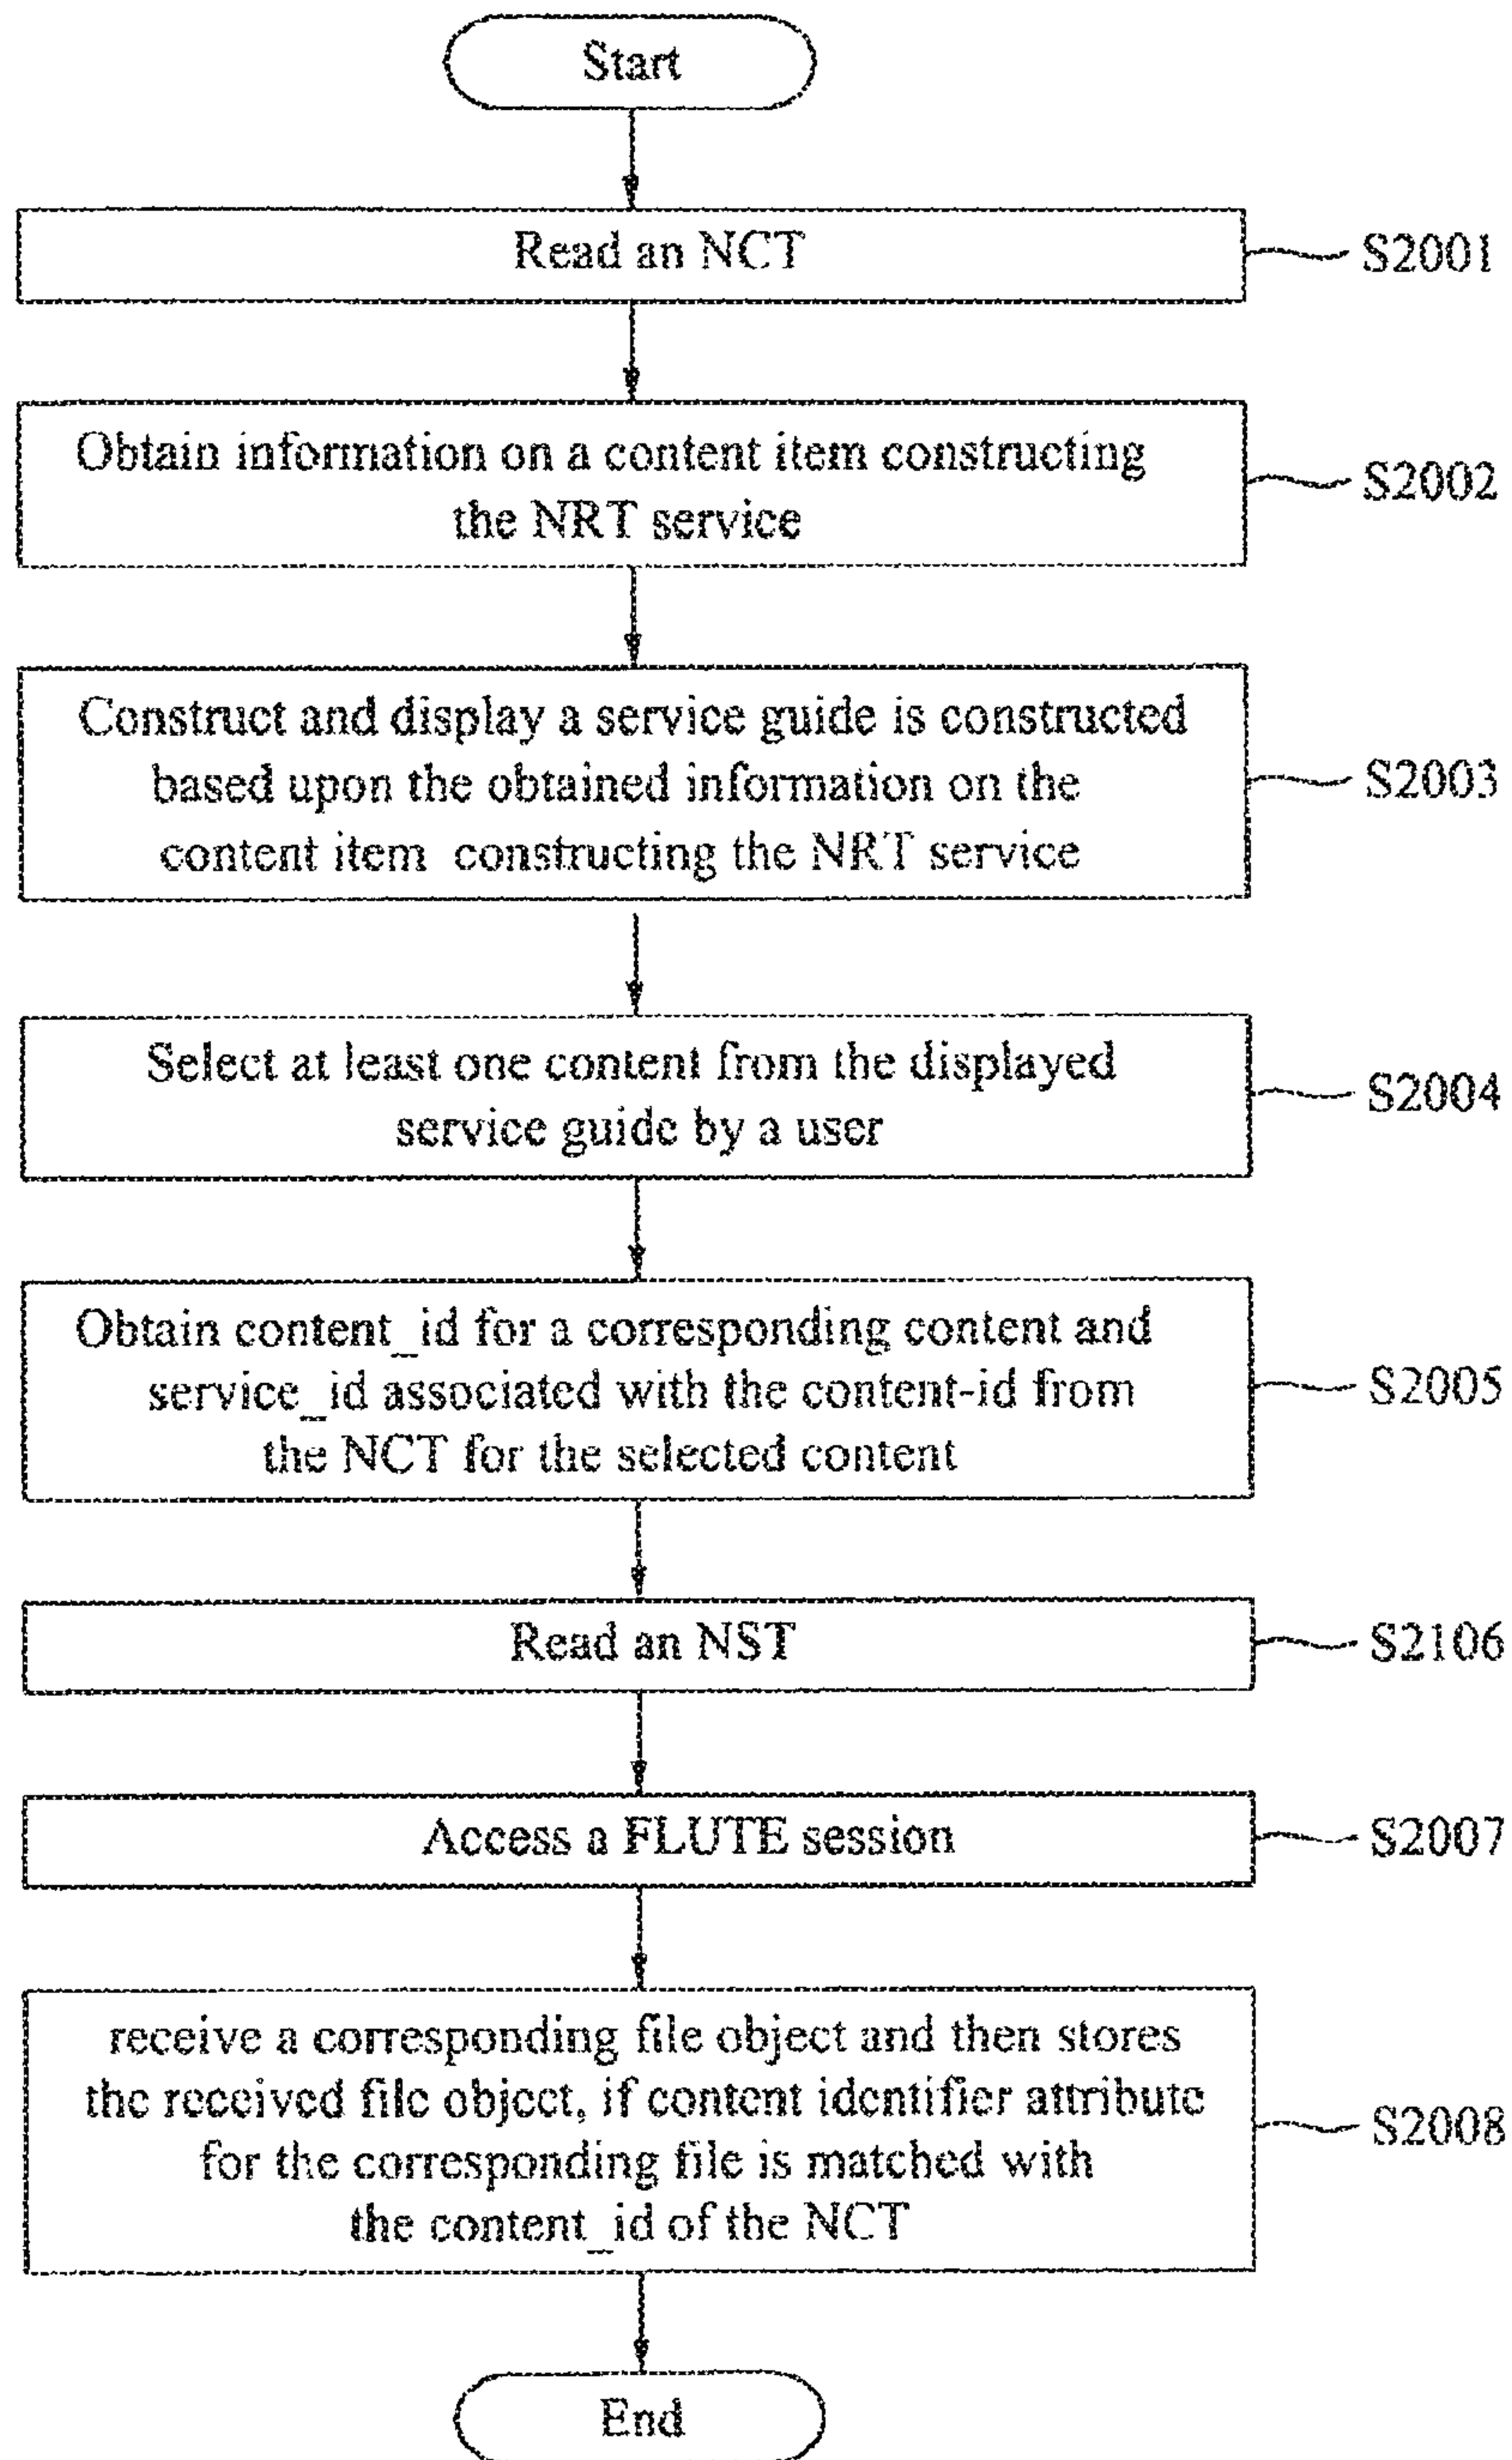 Start
Read an NCT
S2001
Obtain information on a content item constructing
the NRT service
S2002
Construct and display a service guide is constructed
based upon the obtained information on the
content item constructing the NRT service
S2003
Select at least one content from the displayed
service guide by a user
S2004
Obtain content_id for a corresponding content and
service_id associated with the content-id from
the NCT for the selected content
S2005
Read an NST
S2106
Access a FLUTE session
S2007
receive a corresponding file object and then stores
the received file object, if content identifier attribute
for the corresponding file is matched with
the content_id of the NCT
S2008
End